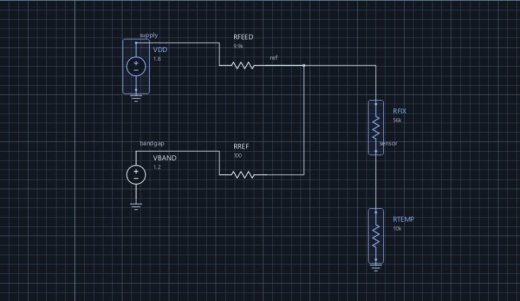 supply
VDD
1.8
RFEED
9.9k
ref
RFIX
56k
sensor
bandgap
VBAND
1.2
RREF
100
RTEMP
10k